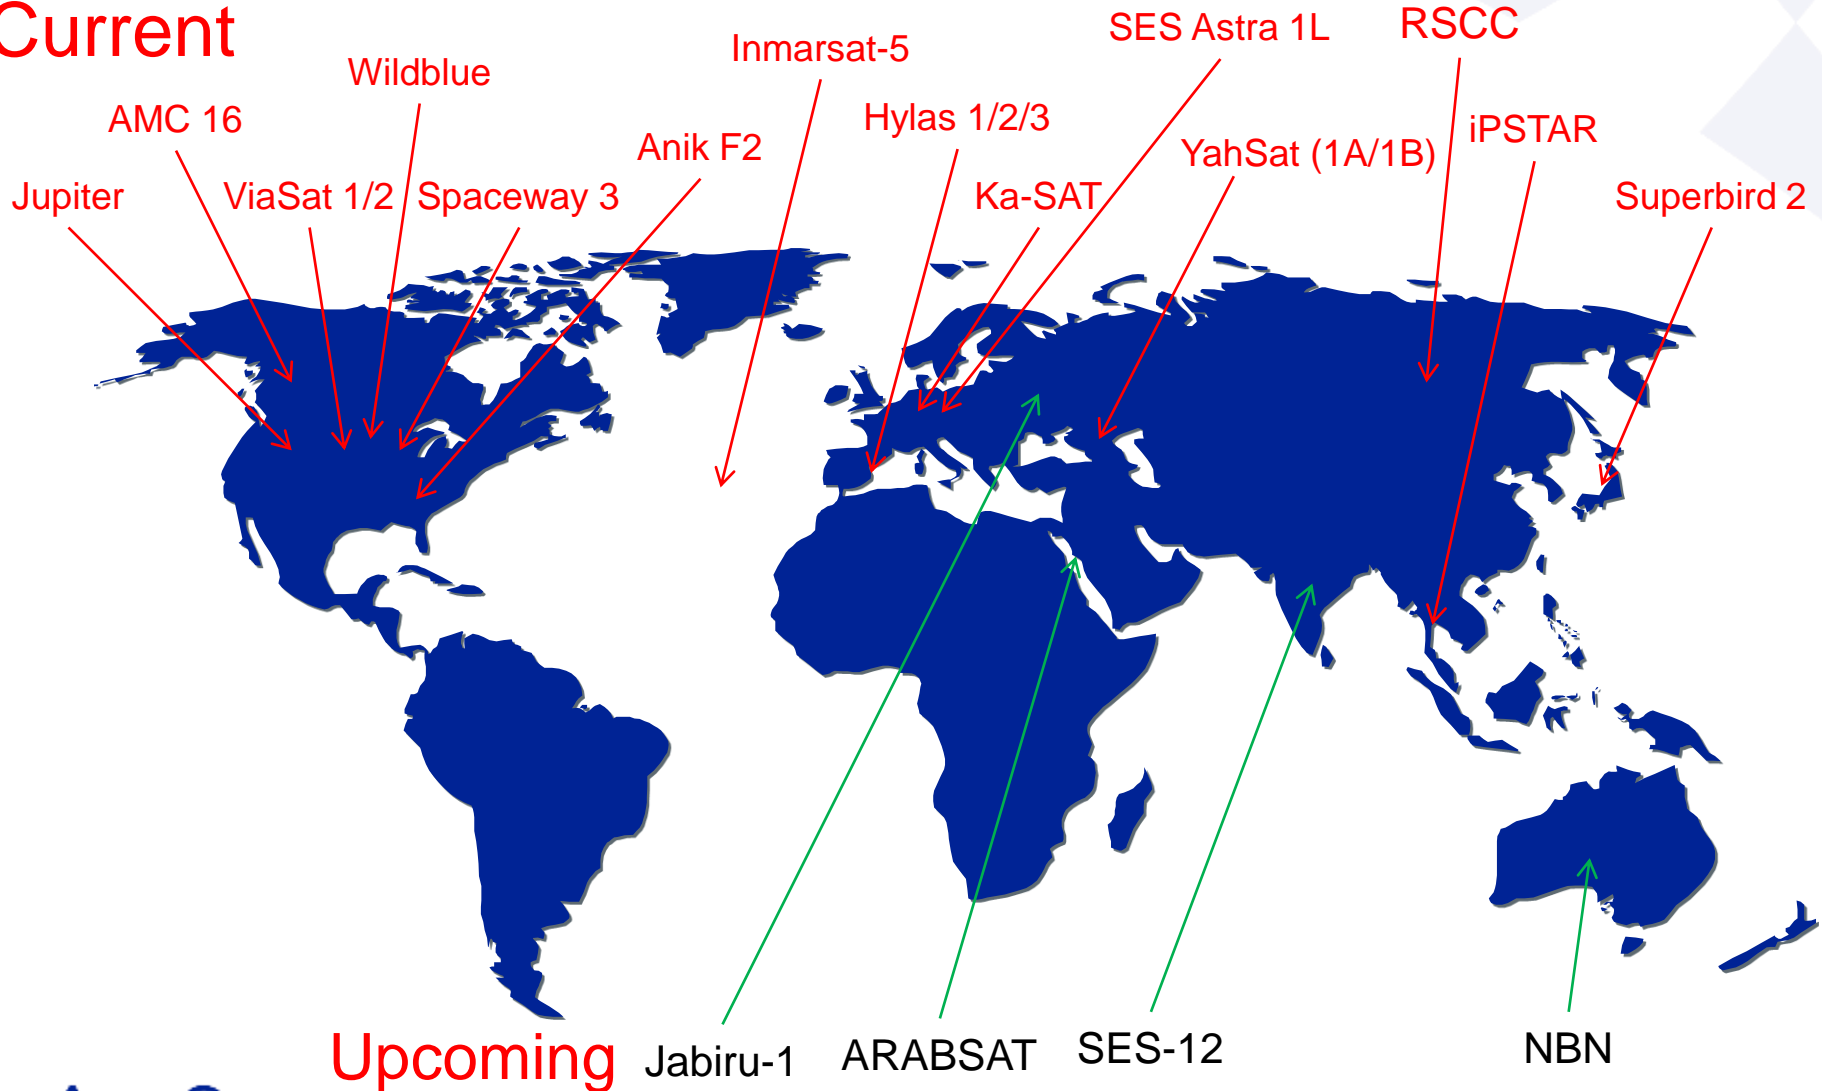 Current
Wildblue
Inmarsat-5
SES Astra 1L
RSCC
AMC 16
Anik F2
Hylas 1/2/3
YahSat (1A/1B)
iPSTAR
Jupiter
ViaSat 1/2
Spaceway 3
Ka-SAT
Superbird 2
Upcoming
Jabiru-1
ARABSAT
SES-12
NBN